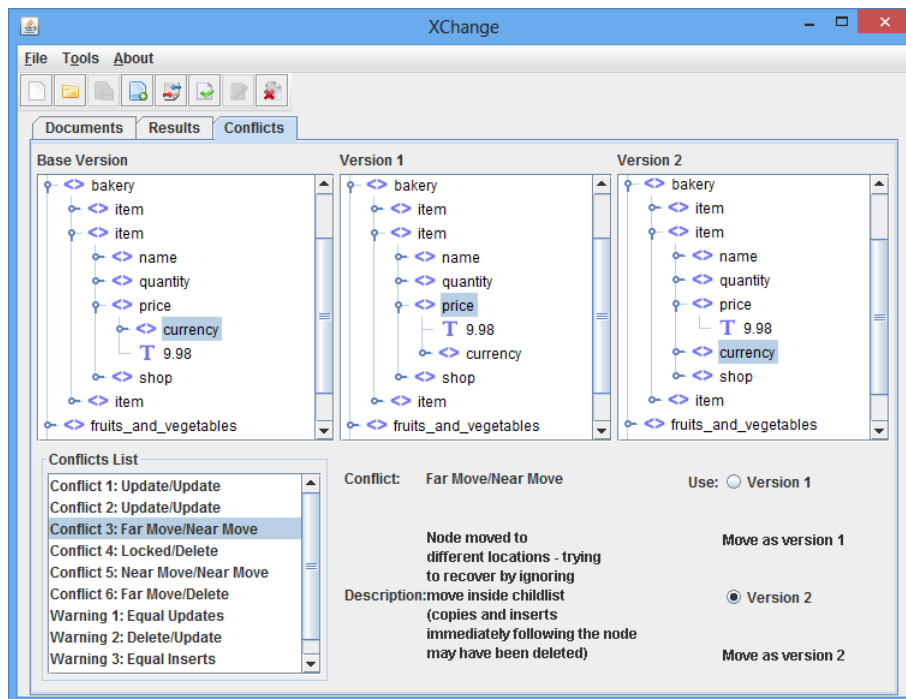 XChange
File Tools About
Documents Results Conflicts
Base Version
bakery
item
item
name
quantity
price
currency
T 9.98
shop
item
fruits_and_vegetables
Version 1
bakery
item
item
name
quantity
price
T 9.98
currency
shop
item
fruits_and_vegetables
Version 2
bakery
item
item
name
quantity
price
T 9.98
currency
shop
item
fruits_and_vegetables
Conflicts List
Conflict 1: Update/Update
Conflict 2: Update/Update
Conflict 3: Far Move/Near Move
Conflict 4: Locked/Delete
Conflict 5: Near Move/Near Move
Conflict 6: Far Move/Delete
Warning 1: Equal Updates
Warning 2: Delete/Update
Warning 3: Equal Inserts
Conflict: Far Move/Near Move
Description:
Node moved to
different locations - trying
to recover by ignoring
move inside childlist
(copies and inserts
immediately following the node
may have been deleted)
Use: Version 1
Move as version 1
Version 2
Move as version 2